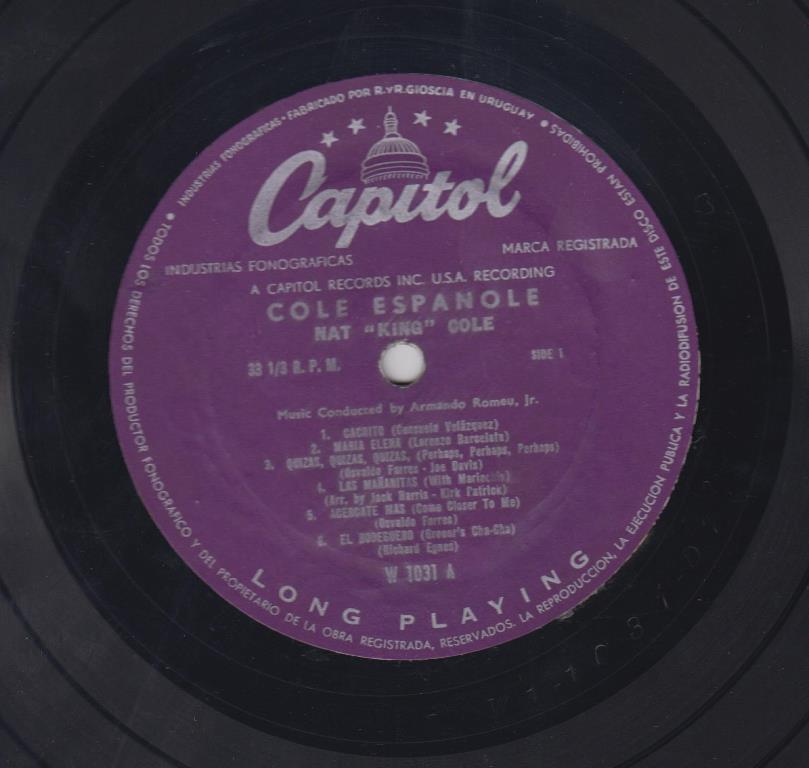 TODOS LOS DERECHOS DEL PRODUCTOR FONOGRAFICO Y DEL PROPIETARIO DE LA OBRA REGISTRADA, RESERVADOS. LA REPRODUCCION, LA EJECUCION PUBLICA Y LA RADIODIFUSION DE ESTE DISCO ESTAN PROHIBIDAS
INDUSTRIAS FONOGRAFICAS • FABRICADO POR R. Y R. GIOSCIA EN URUGUAY
Capitol
INDUSTRIAS FONOGRAFICAS
MARCA REGISTRADA
A CAPITOL RECORDS INC. U.S.A. RECORDING
COLE ESPANOLE
NAT "KING" COLE
33 1/3 R. P. M.
SIDE 1
Music Conducted by Armando Romeu, Jr.
1. CACHITO (Consuelo Velázquez)
2. MARIA ELENA (Lorenzo Barcelata)
3. QUIZAS, QUIZAS, QUIZAS, (Perhaps, Perhaps, Perhaps)
(Osvaldo Farres - Joe Davis)
4. LAS MAÑANITAS (With Mariachis)
(Arr. by Jack Harris - Kirk Patrick)
5. ACERCATE MAS (Come Closer To Me)
(Osvaldo Farres)
6. EL BODEGUERO (Grocer's Cha-Cha)
(Richard Egues)
W 1031 A
LONG PLAYING